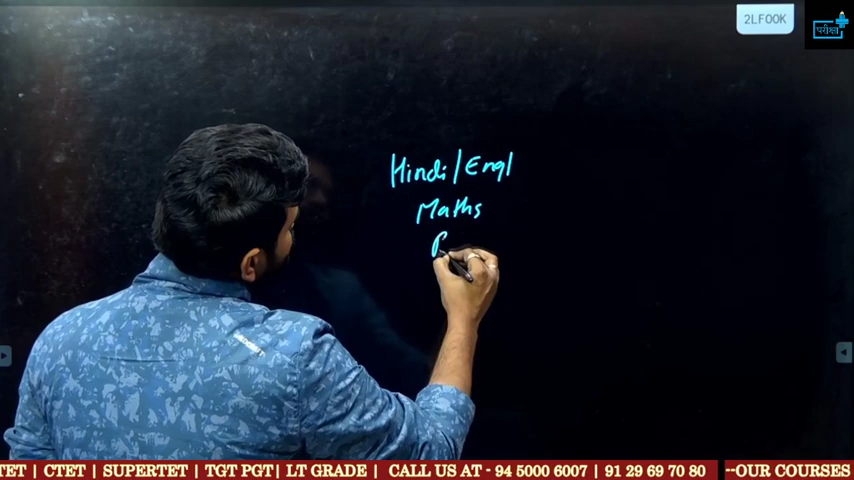 2LFOOK
परीक्षा
Hindi/Engl
Maths
TET | CTET | SUPERTET | TGT PGT | LT GRADE | CALL US AT - 94 5000 6007 | 91 29 69 70 80 --OUR COURSES